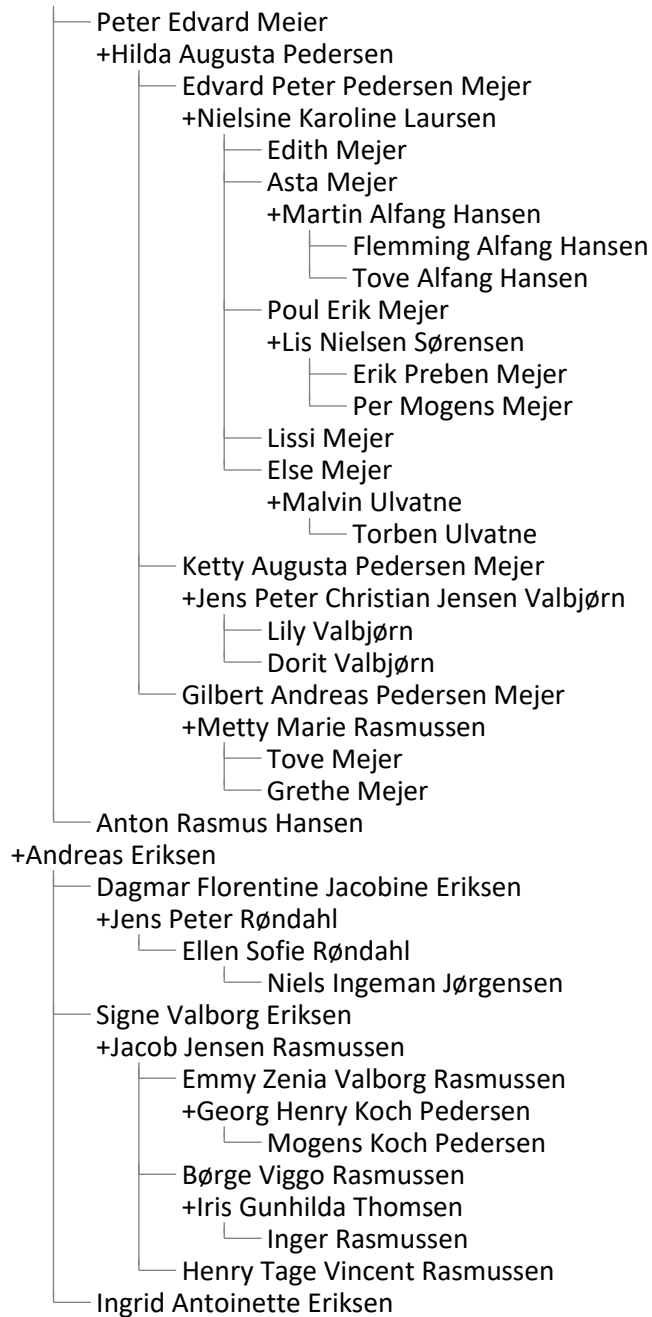 Peter Edvard Meier
+Hilda Augusta Pedersen
Edvard Peter Pedersen Mejer
+Nielsine Karoline Laursen
Edith Mejer
Asta Mejer
+Martin Alfang Hansen
Flemming Alfang Hansen
Tove Alfang Hansen
Poul Erik Mejer
+Lis Nielsen Sørensen
Erik Preben Mejer
Per Mogens Mejer
Lissi Mejer
Else Mejer
+Malvin Ulvatne
Torben Ulvatne
Ketty Augusta Pedersen Mejer
+Jens Peter Christian Jensen Valbjørn
Lily Valbjørn
Dorit Valbjørn
Gilbert Andreas Pedersen Mejer
+Metty Marie Rasmussen
Tove Mejer
Grethe Mejer
Anton Rasmus Hansen
+Andreas Eriksen
Dagmar Florentine Jacobine Eriksen
+Jens Peter Røndahl
Ellen Sofie Røndahl
Niels Ingeman Jørgensen
Signe Valborg Eriksen
+Jacob Jensen Rasmussen
Emmy Zenia Valborg Rasmussen
+Georg Henry Koch Pedersen
Mogens Koch Pedersen
Børge Viggo Rasmussen
+Iris Gunhilda Thomsen
Inger Rasmussen
Henry Tage Vincent Rasmussen
Ingrid Antoinette Eriksen